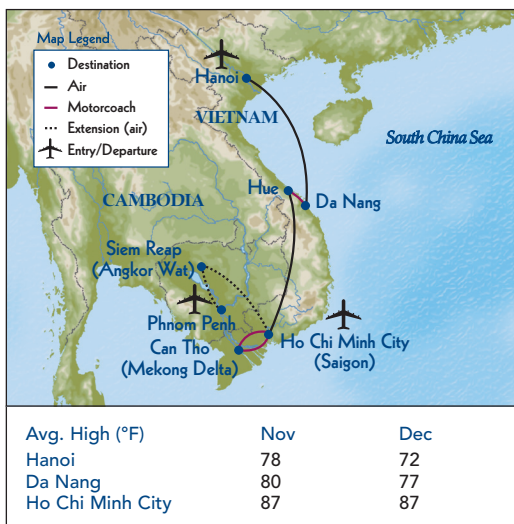 Map Legend
Destination
Air
Motorcoach
Extension (air)
Entry/Departure
Hanoi
VIETNAM
South China Sea
Hue
Da Nang
CAMBODIA
Siem Reap
(Angkor Wat)
Phnom Penh
Can Tho
(Mekong Delta)
Ho Chi Minh City
(Saigon)
Avg. High (°F) Nov Dec
Hanoi 78 72
Da Nang 80 77
Ho Chi Minh City 87 87